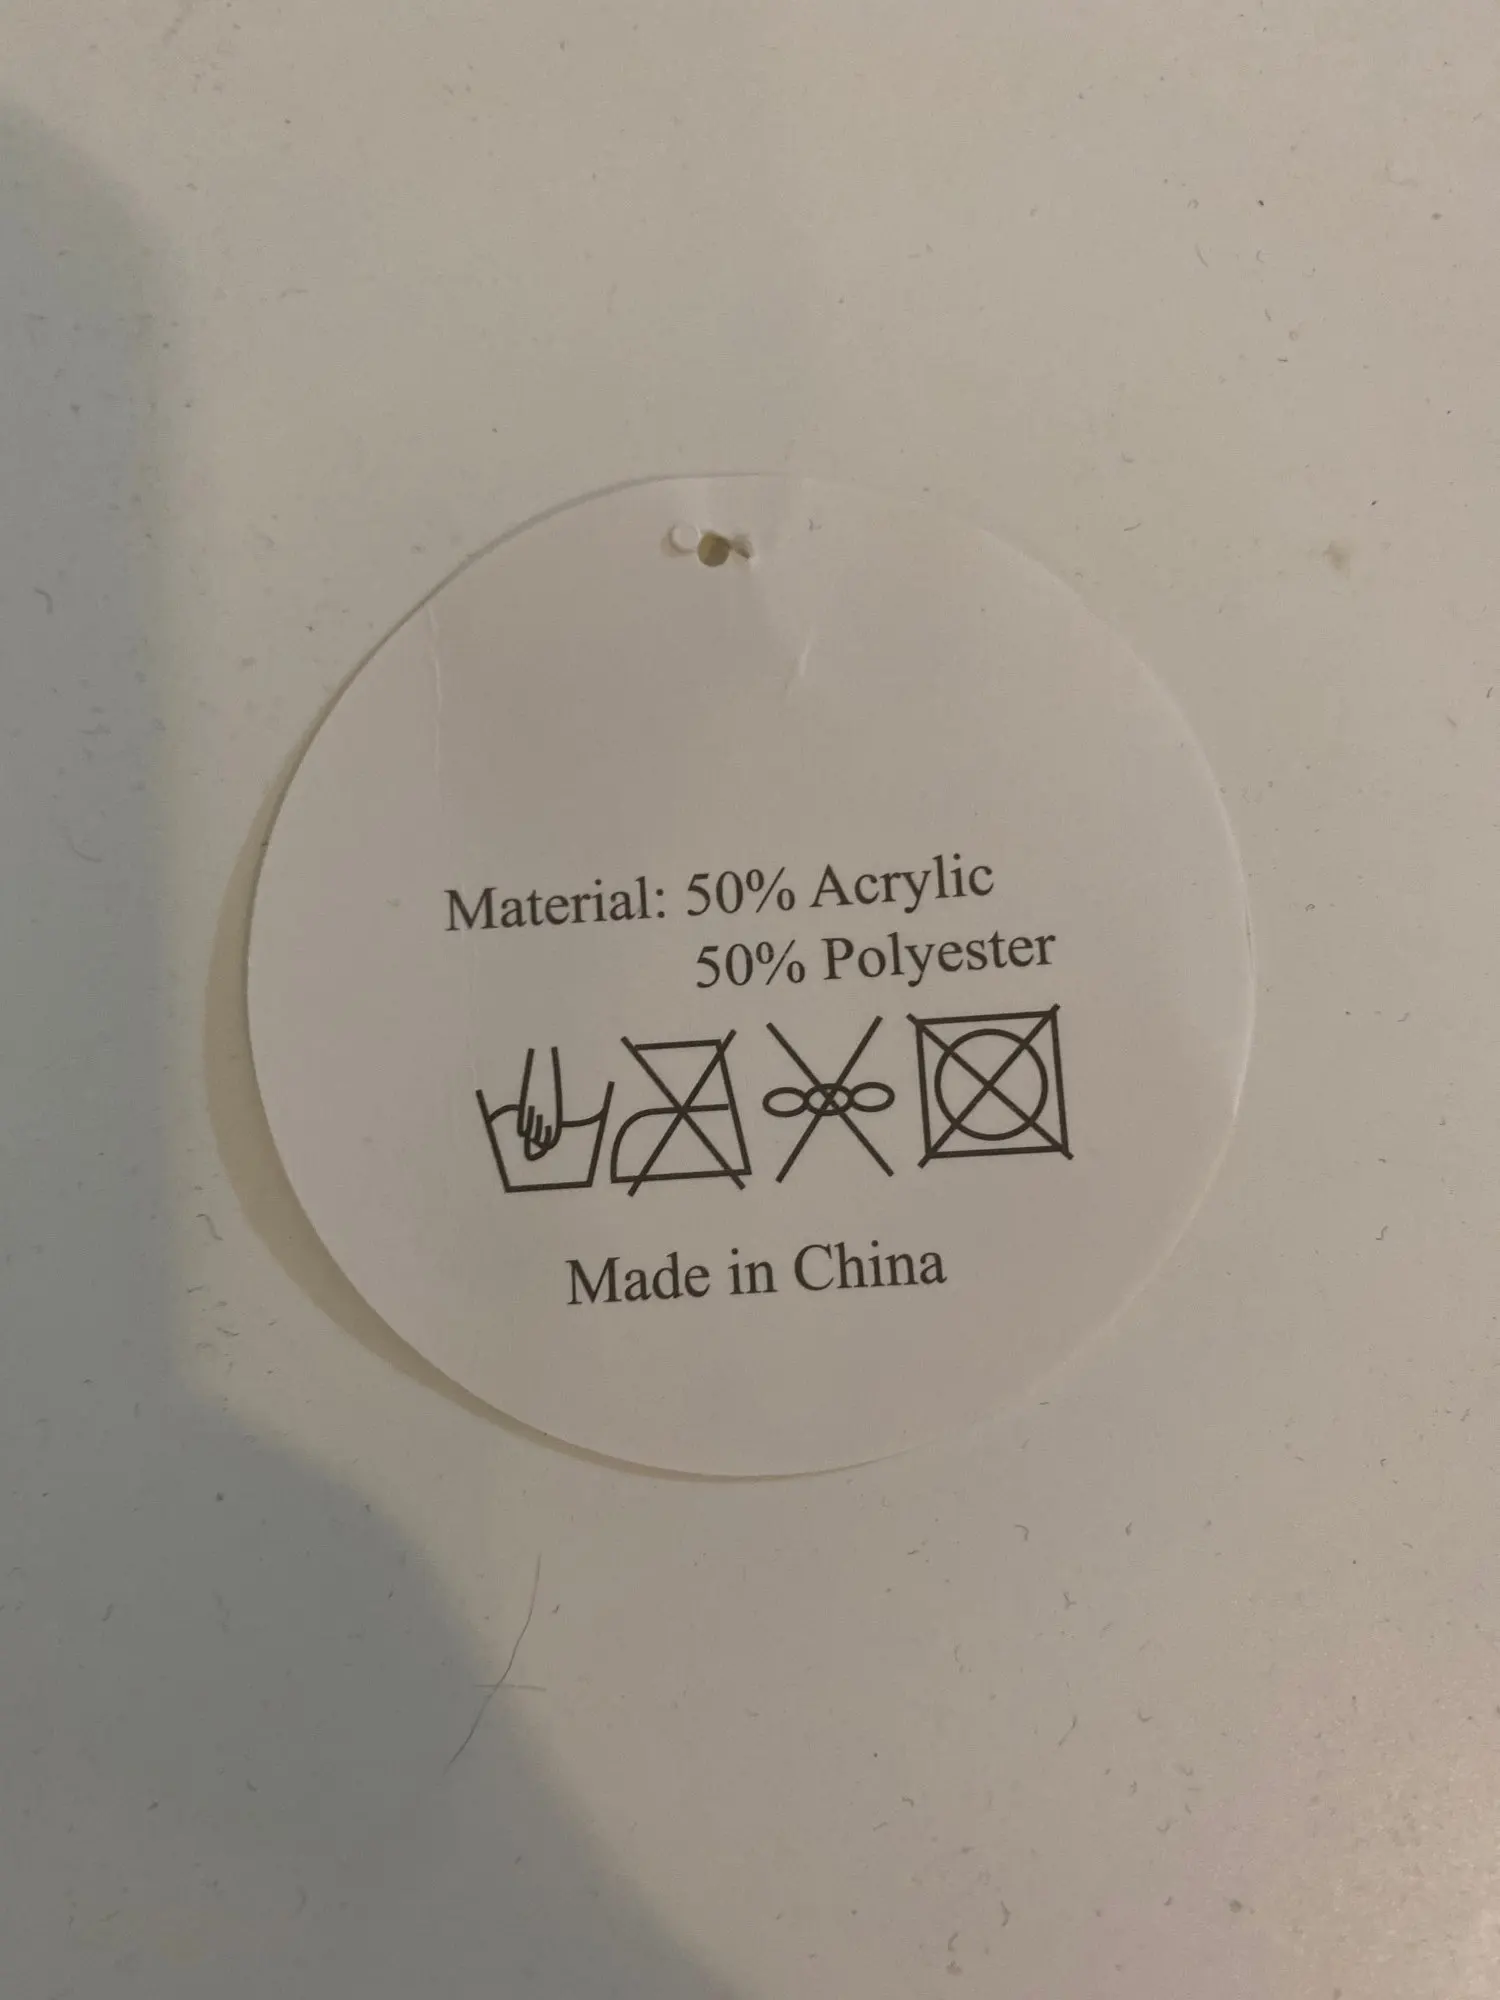 Material: 50% Acrylic
50% Polyester
Made in China